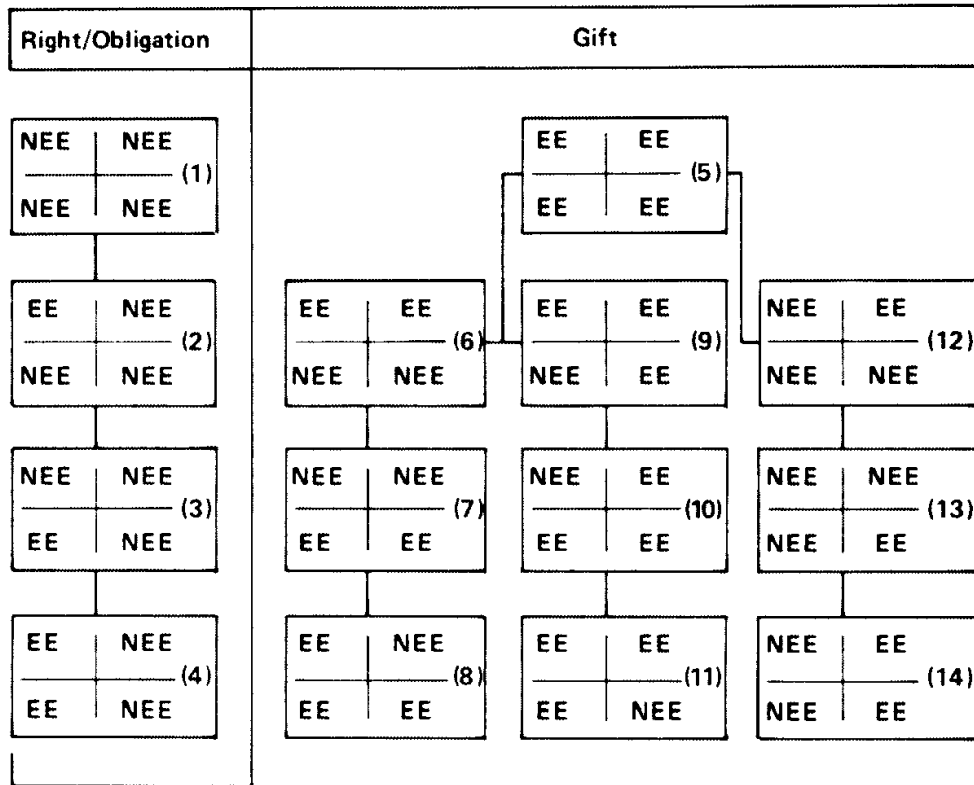 Right/Obligation Gift
NEE NEE EE EE
(1) (5)
NEE NEE EE EE
EE NEE EE EE EE EE NEE EE
(2) (6) (9) (12)
NEE NEE NEE NEE NEE EE NEE NEE
NEE NEE NEE NEE NEE EE NEE NEE
(3) (7) (10) (13)
EE NEE EE EE EE EE NEE EE
EE NEE EE NEE EE EE NEE EE
(4) (8) (11) (14)
EE NEE EE EE EE NEE NEE EE